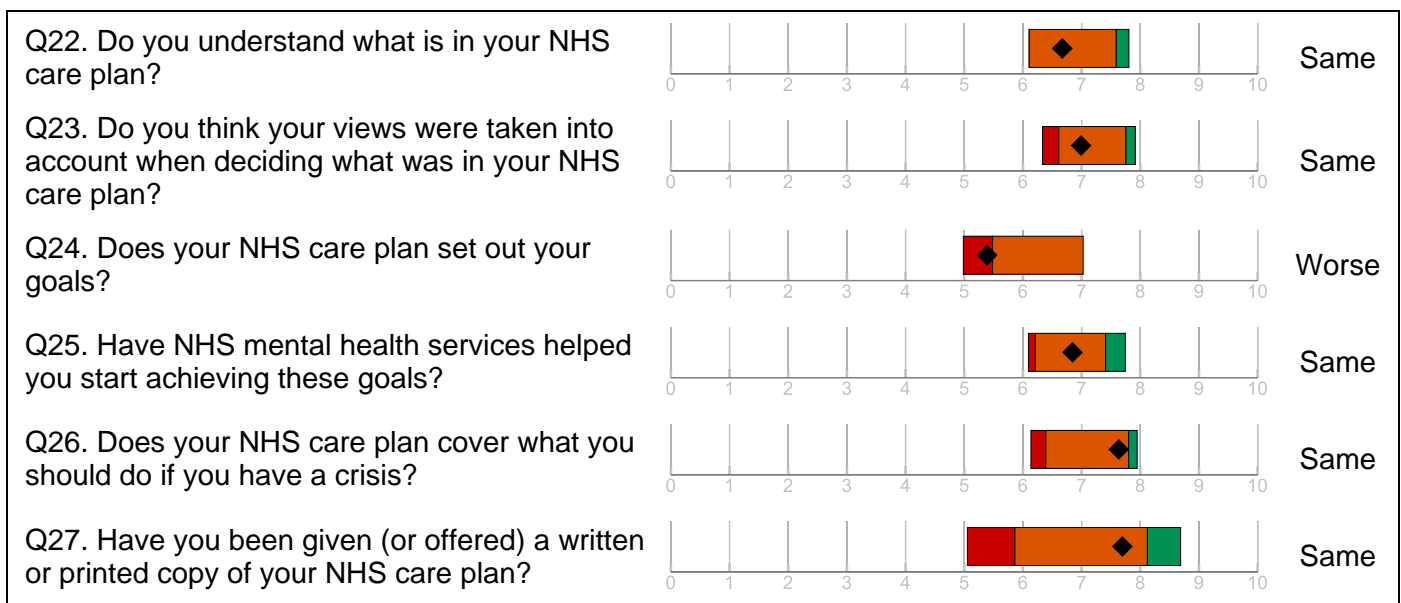 Q22. Do you understand what is in your NHS
care plan?
0 1 2 3 4 5 6 7 8 9 10
Same
Q23. Do you think your views were taken into
account when deciding what was in your NHS
care plan?
0 1 2 3 4 5 6 7 8 9 10
Same
Q24. Does your NHS care plan set out your
goals?
0 1 2 3 4 5 6 7 8 9 10
Worse
Q25. Have NHS mental health services helped
you start achieving these goals?
0 1 2 3 4 5 6 7 8 9 10
Same
Q26. Does your NHS care plan cover what you
should do if you have a crisis?
0 1 2 3 4 5 6 7 8 9 10
Same
Q27. Have you been given (or offered) a written
or printed copy of your NHS care plan?
0 1 2 3 4 5 6 7 8 9 10
Same